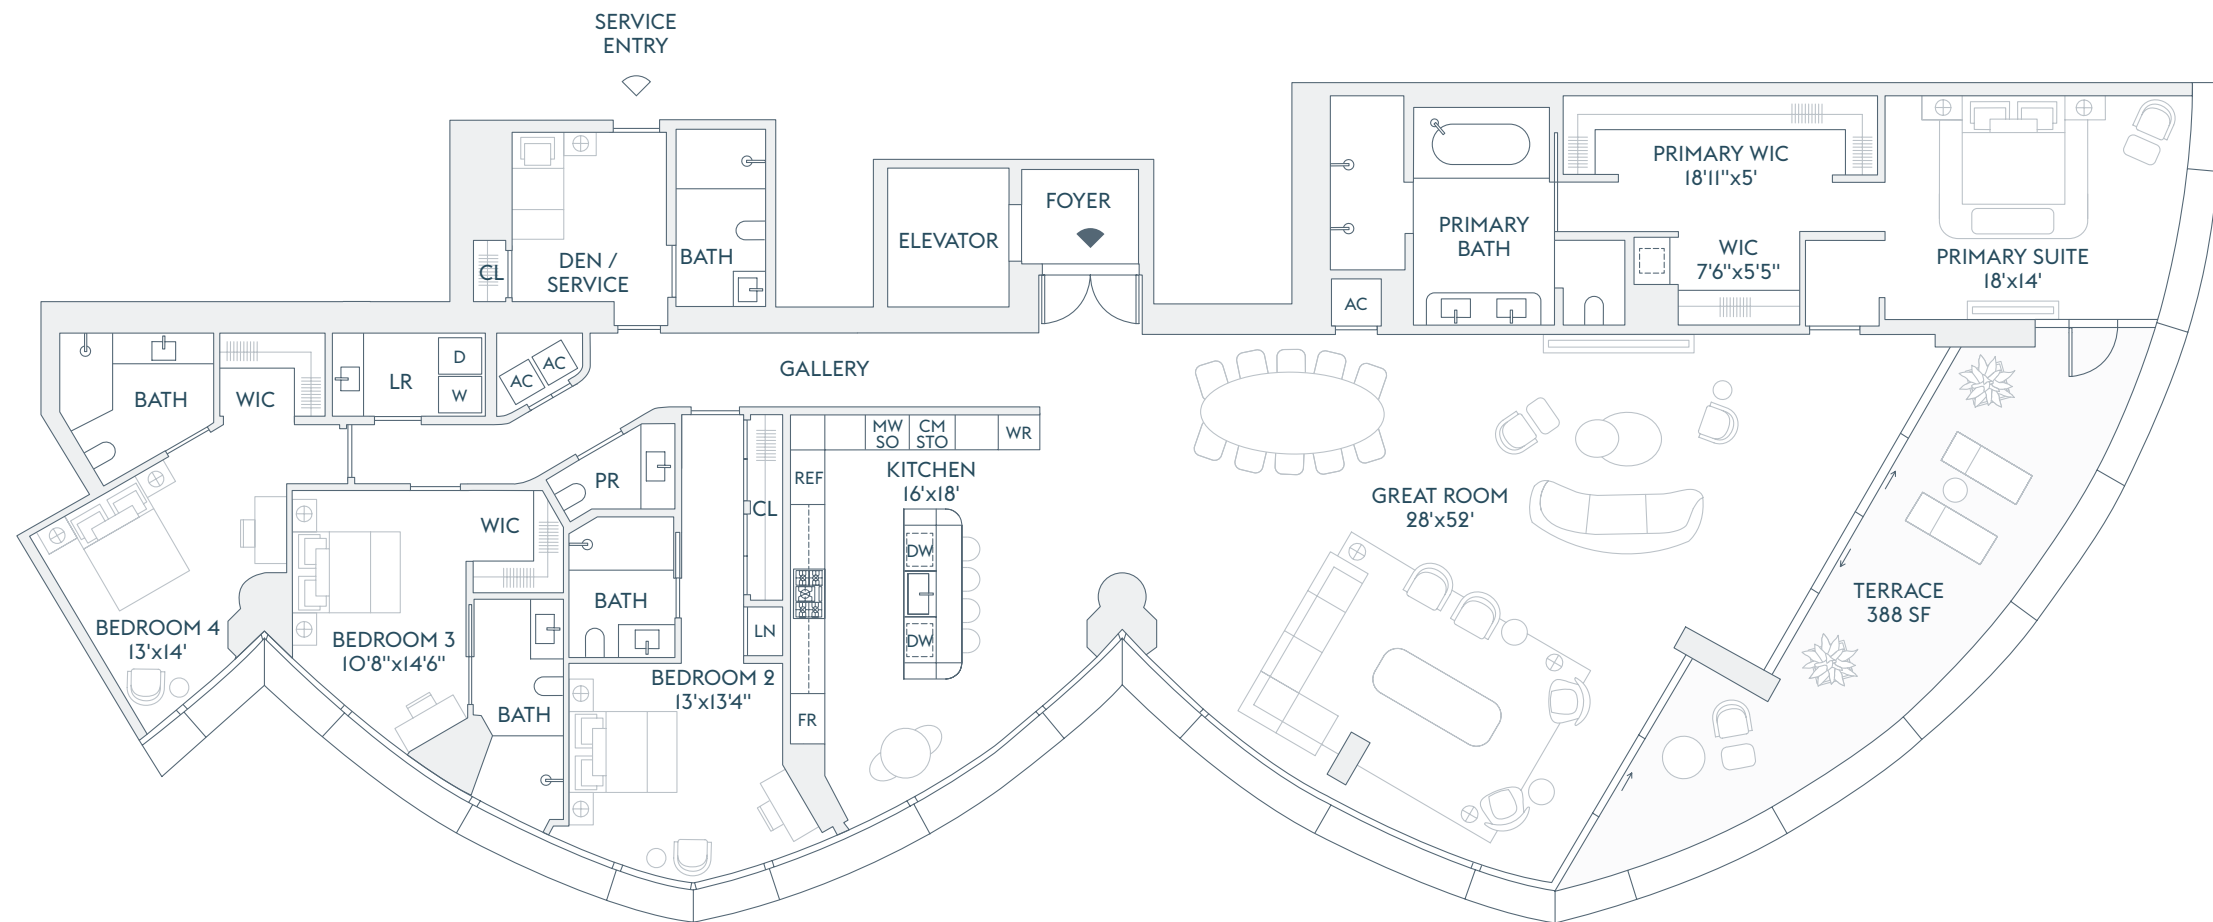 SERVICE
ENTRY
PRIMARY WIC
18'11"x5'
FOYER
PRIMARY
BATH
ELEVATOR
WIC
7'6"x5'5"
PRIMARY SUITE
18'x14'
CL
DEN /
SERVICE
BATH
AC
BATH
WIC
LR
D
W
AC
AC
GALLERY
MW
SO
CM
STO
WR
KITCHEN
16'x18'
REF
PR
GREAT ROOM
28'x52'
CL
WIC
DW
BATH
TERRACE
388 SF
LN
DW
BEDROOM 4
13'x14'
BEDROOM 3
10'8"x14'6"
BEDROOM 2
13'x13'4"
BATH
FR